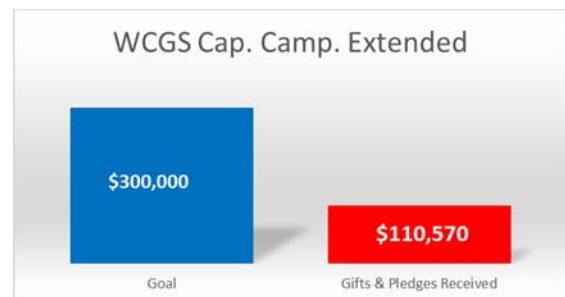 WCGS Cap. Camp. Extended
$300,000
$110,570
Goal
Gifts & Pledges Received